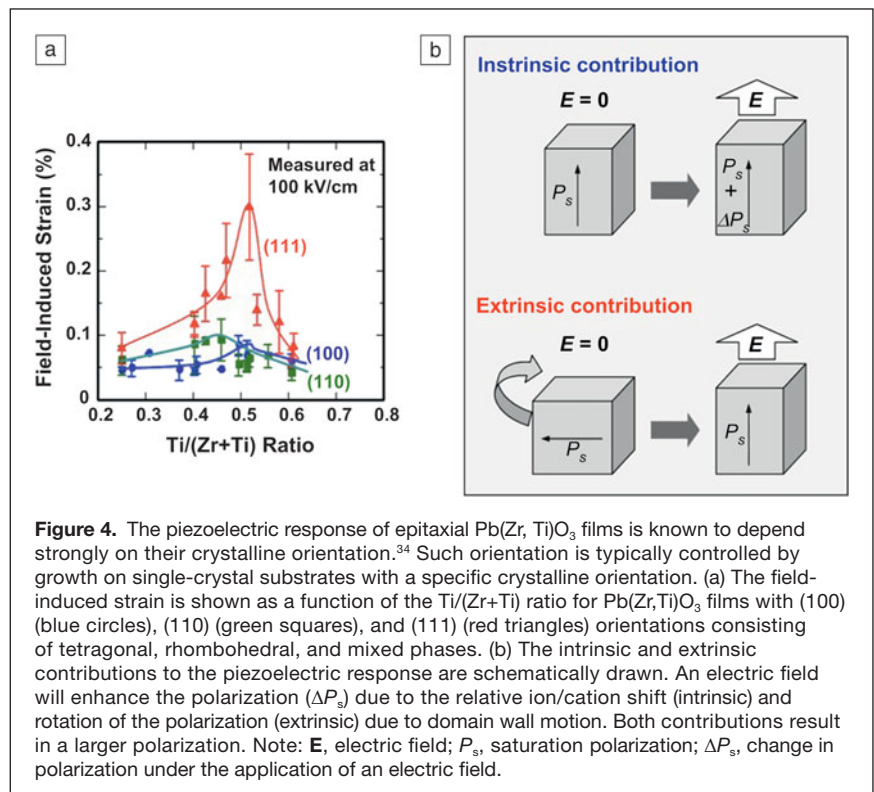 a
0.4
0.3
0.2
0.1
0
0.2
0.3
0.4
0.5
0.6
0.7
0.8
Field-Induced Strain (%)
Ti/(Zr+Ti) Ratio
Measured at
100 kV/cm
(111)
(100)
(110)
b
Instrinsic contribution
E = 0
E
Pₛ
Pₛ
+
ΔPₛ
Extrinsic contribution
E = 0
E
Pₛ
Pₛ
Figure 4. The piezoelectric response of epitaxial Pb(Zr, Ti)O₃ films is known to depend
strongly on their crystalline orientation.³⁴ Such orientation is typically controlled by
growth on single-crystal substrates with a specific crystalline orientation. (a) The field-
induced strain is shown as a function of the Ti/(Zr+Ti) ratio for Pb(Zr,Ti)O₃ films with (100)
(blue circles), (110) (green squares), and (111) (red triangles) orientations consisting
of tetragonal, rhombohedral, and mixed phases. (b) The intrinsic and extrinsic
contributions to the piezoelectric response are schematically drawn. An electric field
will enhance the polarization (ΔPₛ) due to the relative ion/cation shift (intrinsic) and
rotation of the polarization (extrinsic) due to domain wall motion. Both contributions result
in a larger polarization. Note: E, electric field; Pₛ, saturation polarization; ΔPₛ, change in
polarization under the application of an electric field.